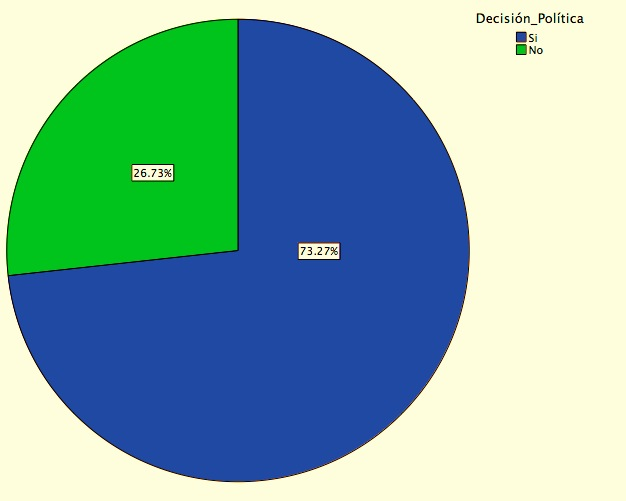 Decisión_Política
Si
No
26.73%
73.27%